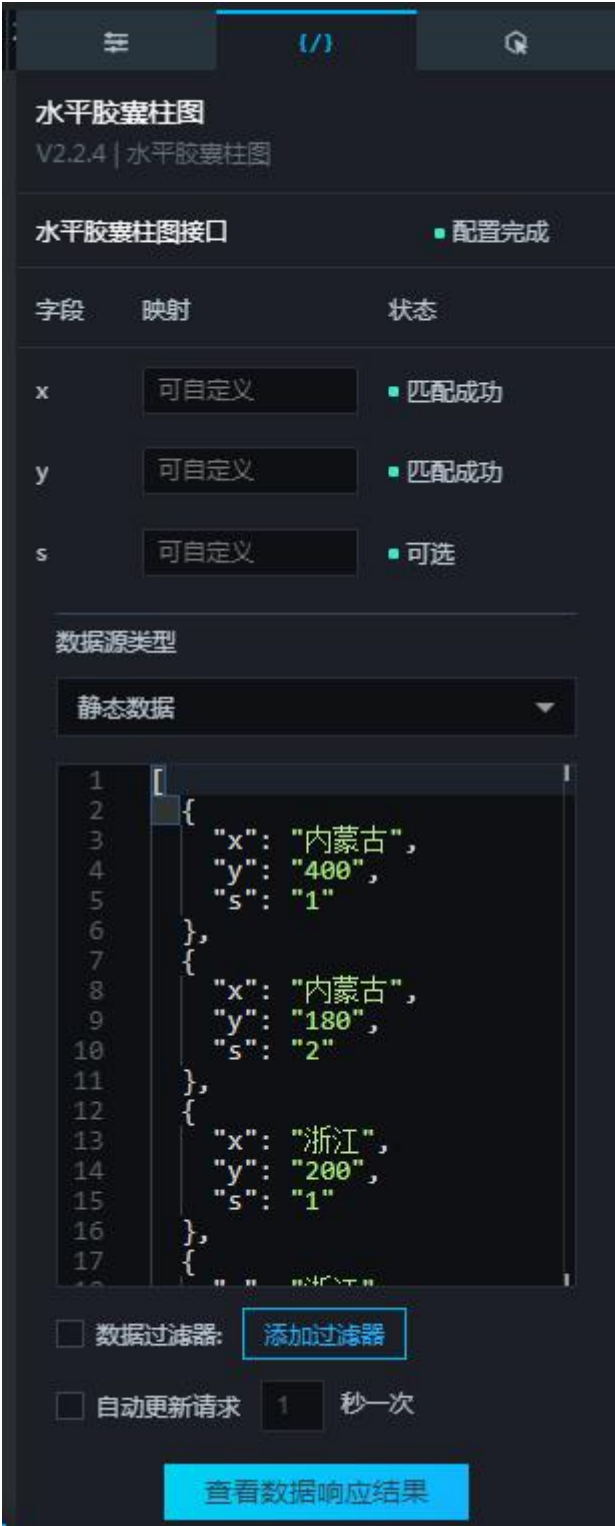 {/}
水平胶囊柱图
V2.2.4 | 水平胶囊柱图
水平胶囊柱图接口 配置完成
字段 映射 状态
x 可自定义 匹配成功
y 可自定义 匹配成功
s 可自定义 可选
数据源类型
静态数据
1 [
2 {
3 "x": "内蒙古",
4 "y": "400",
5 "s": "1"
6 },
7 {
8 "x": "内蒙古",
9 "y": "180",
10 "s": "2"
11 },
12 {
13 "x": "浙江",
14 "y": "200",
15 "s": "1"
16 },
17 {
数据过滤器: 添加过滤器
自动更新请求 1 秒一次
查看数据响应结果